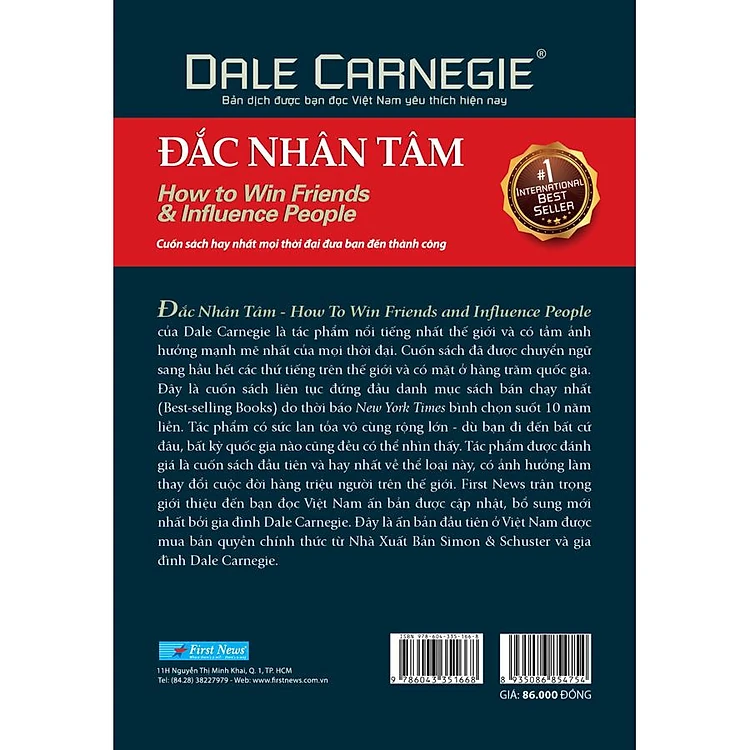 DALE CARNEGIE®
Bản dịch được bạn đọc Việt Nam yêu thích hiện nay
ĐẮC NHÂN TÂM
How to Win Friends
& Influence People
Cuốn sách hay nhất mọi thời đại đưa bạn đến thành công
#1
INTERNATIONAL
BEST
SELLER
Đắc Nhân Tâm - How To Win Friends and Influence People
của Dale Carnegie là tác phẩm nổi tiếng nhất thế giới và có tầm ảnh
hưởng mạnh mẽ nhất của mọi thời đại. Cuốn sách đã được chuyển ngữ
sang hầu hết các thứ tiếng trên thế giới và có mặt ở hàng trăm quốc gia.
Đây là cuốn sách liên tục đứng đầu danh mục sách bán chạy nhất
(Best-selling Books) do thời báo New York Times bình chọn suốt 10 năm
liền. Tác phẩm có sức lan tỏa vô cùng rộng lớn - dù bạn đi đến bất cứ
đâu, bất kỳ quốc gia nào cũng đều có thể nhìn thấy. Tác phẩm được đánh
giá là cuốn sách đầu tiên và hay nhất về thể loại này, có ảnh hưởng làm
thay đổi cuộc đời hàng triệu người trên thế giới. First News trân trọng
giới thiệu đến bạn đọc Việt Nam ấn bản được cập nhật, bổ sung mới
nhất bởi gia đình Dale Carnegie. Đây là ấn bản đầu tiên ở Việt Nam được
mua bản quyền chính thức từ Nhà Xuất Bản Simon & Schuster và gia
đình Dale Carnegie.
First News®
11H Nguyễn Thị Minh Khai, Q. 1, TP. HCM
Tel: (84.28) 38227979 - Web: www.firstnews.com.vn
ISBN 978-604-335-166-8
9 786043 351668
8 935086 854754
GIÁ: 86.000 ĐỒNG